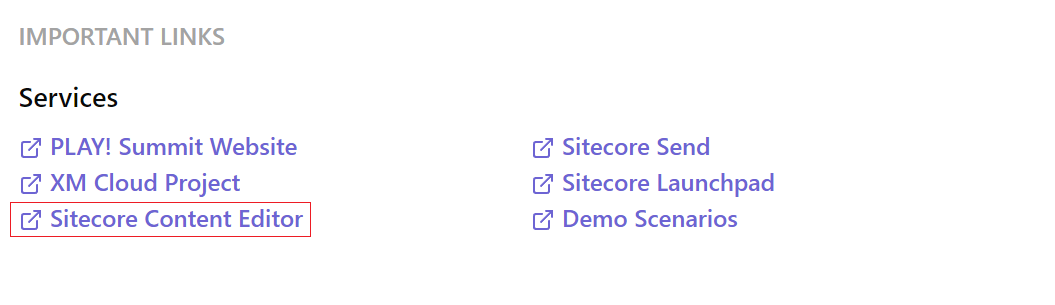 IMPORTANT LINKS
Services
PLAY! Summit Website
XM Cloud Project
Sitecore Content Editor
Sitecore Send
Sitecore Launchpad
Demo Scenarios